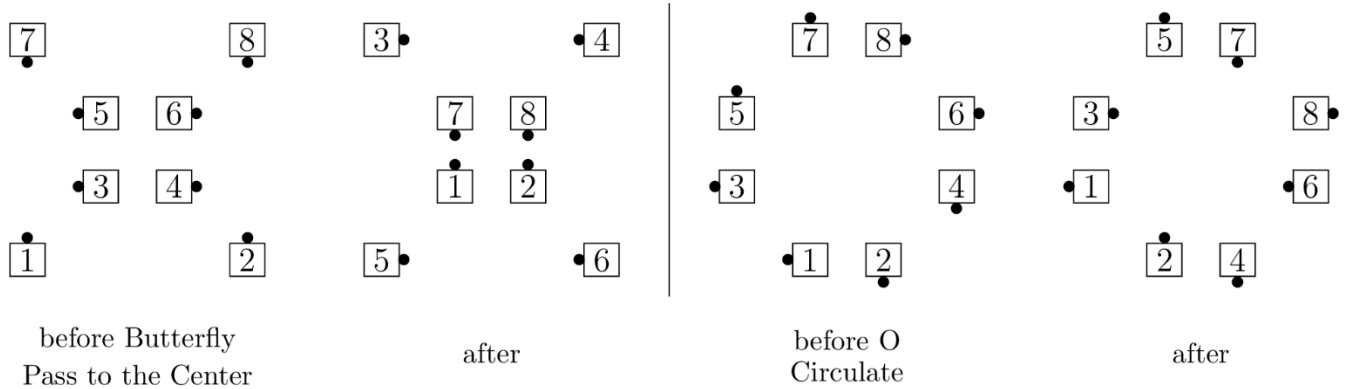 7 8 3 4 7 8 5 7
5 6 7 8 5 6 3 8
3 4 1 2 3 4 1 6
1 2 5 6 1 2 2 4
before Butterfly
Pass to the Center
after
before O
Circulate
after